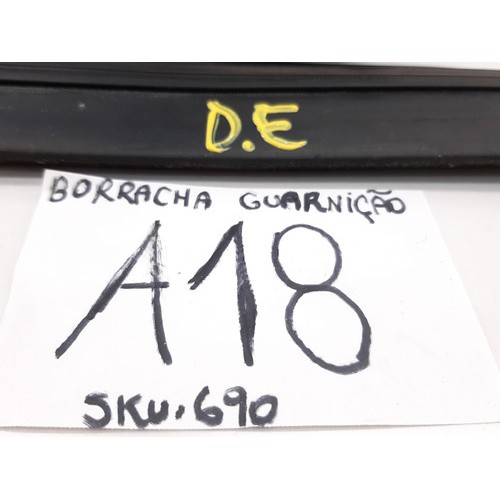 D.E
BORRACHA GUARNIÇÃO
A18
SKU.690